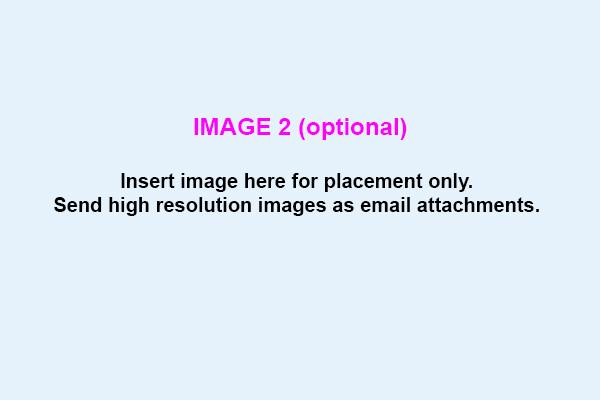 IMAGE 2 (optional)
Insert image here for placement only.
Send high resolution images as email attachments.